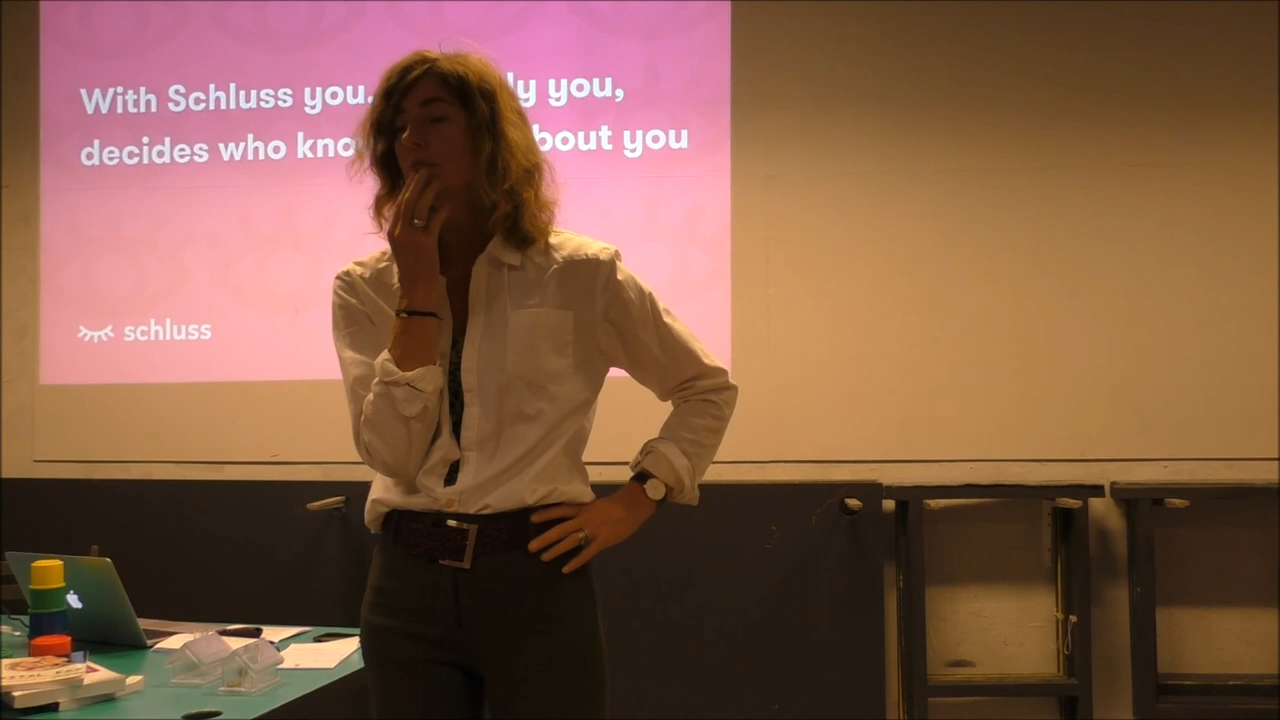 With Schluss you, ly you,
decides who kno bout you
schluss